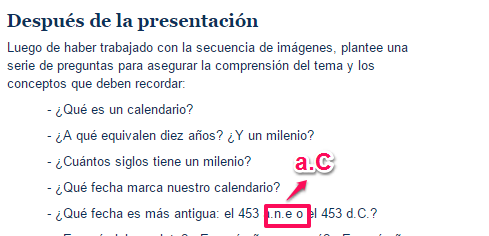 Después de la presentación
Luego de haber trabajado con la secuencia de imágenes, plantee una
serie de preguntas para asegurar la comprensión del tema y los
conceptos que deben recordar:
- ¿Qué es un calendario?
- ¿A qué equivalen diez años? ¿Y un milenio?
- ¿Cuántos siglos tiene un milenio?
a.C
- ¿Qué fecha marca nuestro calendario?
- ¿Qué fecha es más antigua: el 453 a.n.e o el 453 d.C.?